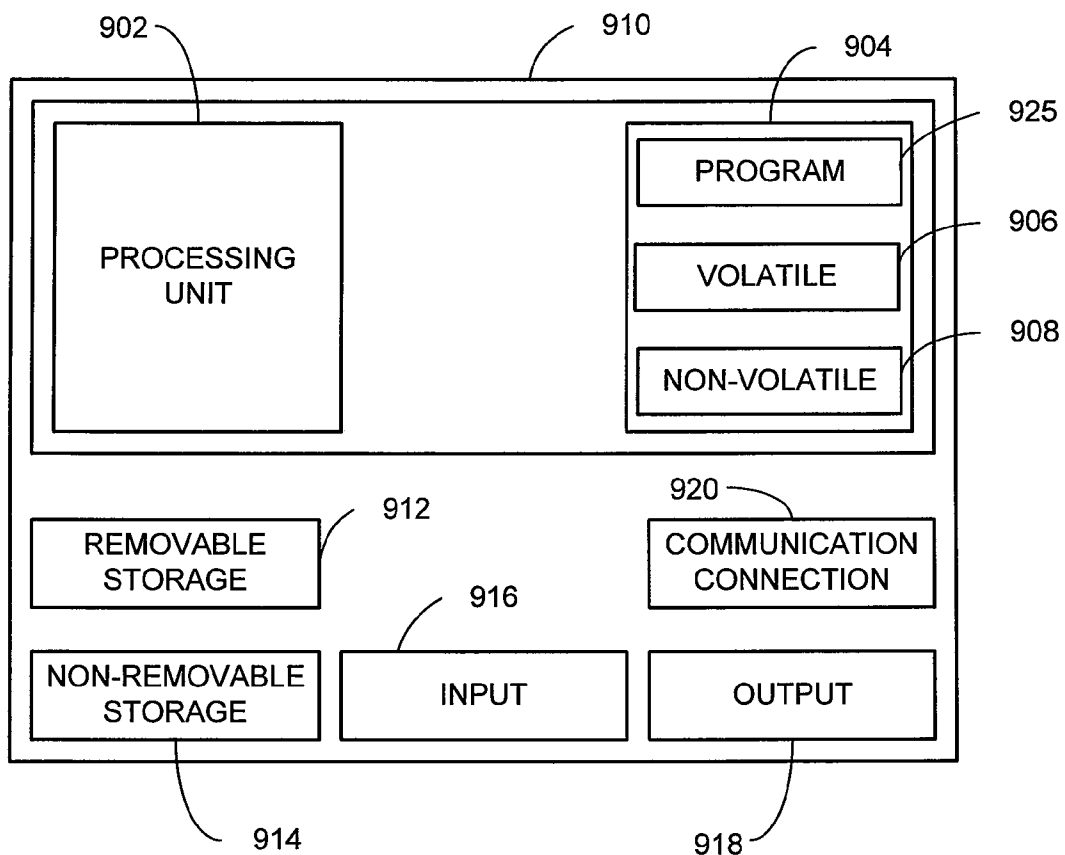 902
910
904
925
PROGRAM
906
PROCESSING
UNIT
VOLATILE
908
NON-VOLATILE
920
912
REMOVABLE
STORAGE
COMMUNICATION
CONNECTION
916
NON-REMOVABLE
STORAGE
INPUT
OUTPUT
914
918